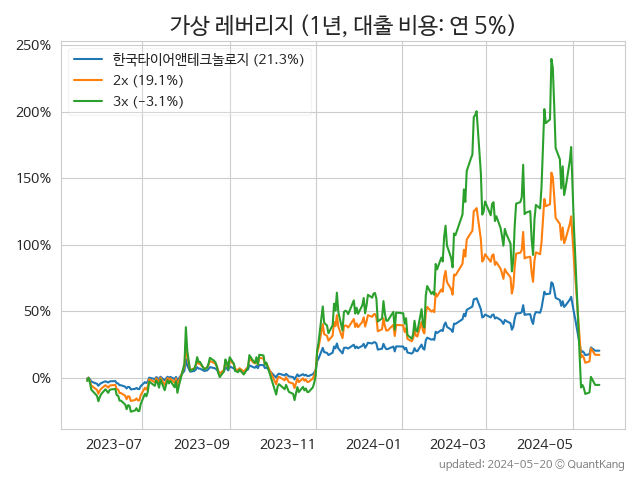 가상 레버리지 (1년, 대출 비용: 연 5%)
250%
200%
150%
100%
50%
0%
한국타이어앤테크놀로지 (21.3%)
2x (19.1%)
3x (−3.1%)
2023-07 2023-09 2023-11 2024-01 2024-03 2024-05
updated: 2024-05-20 © QuantKang